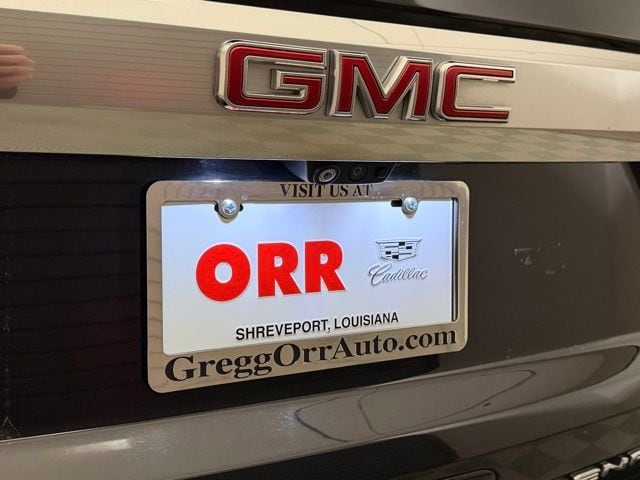 GMC
VISIT US AT
ORR
Cadillac
SHREVEPORT, LOUISIANA
GreggOrrAuto.com